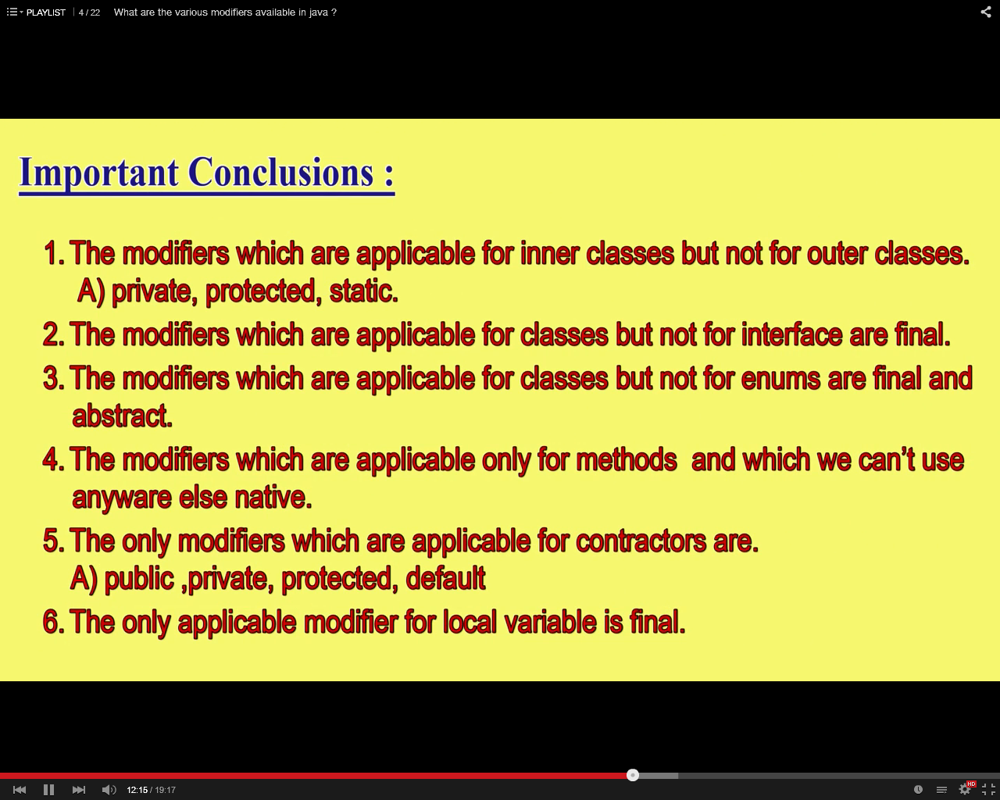 PLAYLIST 4 / 22 What are the various modifiers available in java ?
Important Conclusions :
1. The modifiers which are applicable for inner classes but not for outer classes.
A) private, protected, static.
2. The modifiers which are applicable for classes but not for interface are final.
3. The modifiers which are applicable for classes but not for enums are final and
abstract.
4. The modifiers which are applicable only for methods and which we can't use
anyware else native.
5. The only modifiers which are applicable for contractors are.
A) public ,private, protected, default
6. The only applicable modifier for local variable is final.
12:15 / 19:17
HD